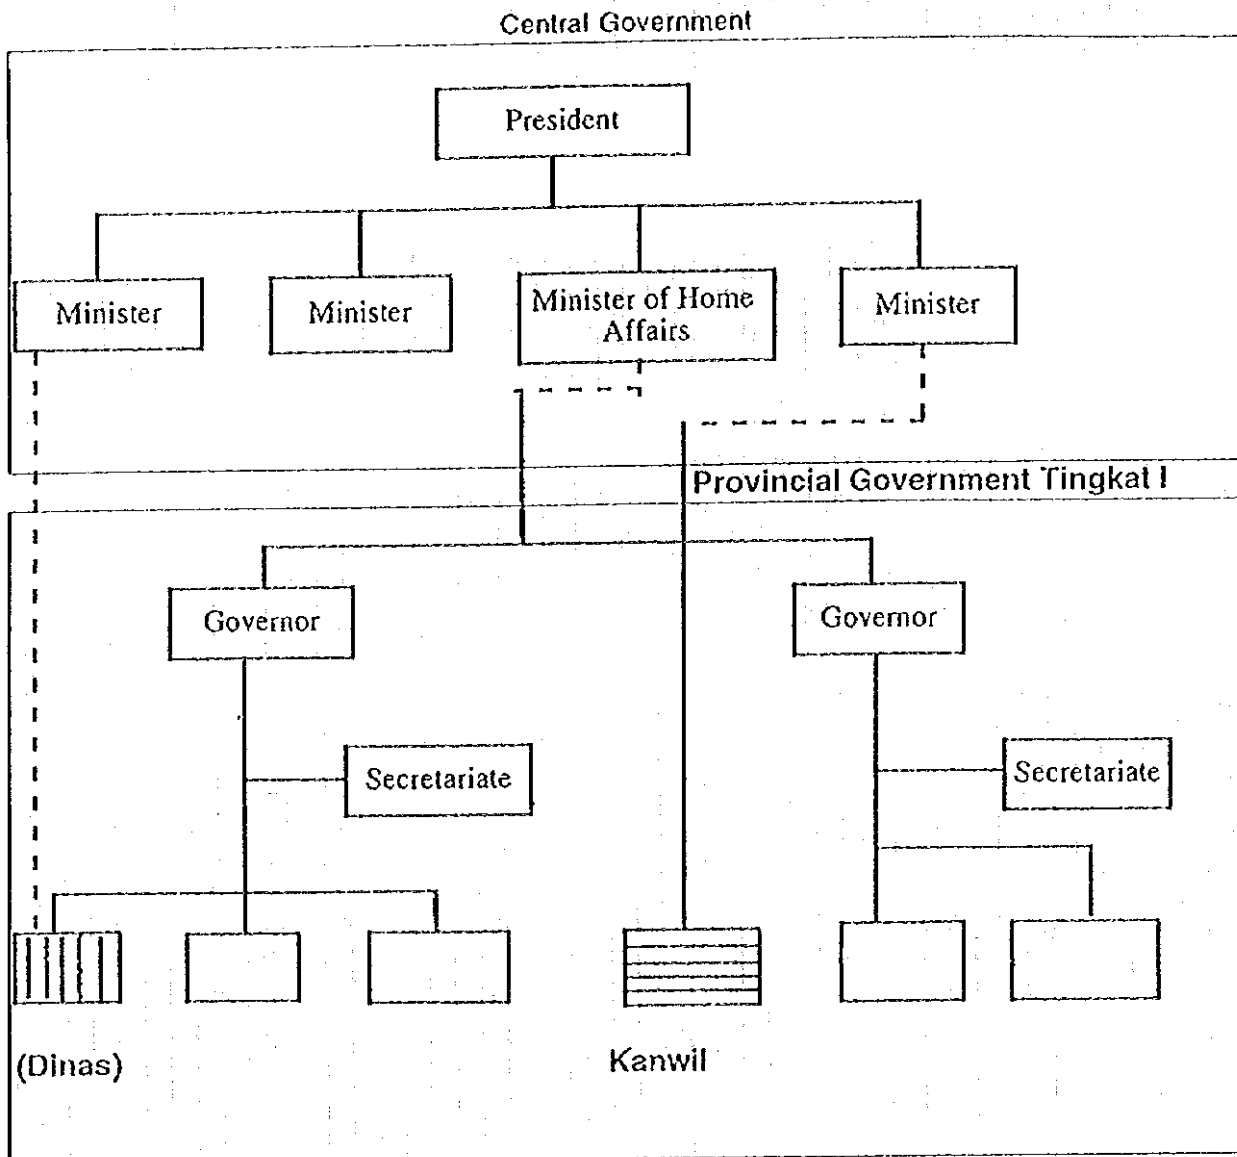 Central Government
President
Minister
Minister
Minister of Home
Affairs
Minister
Provincial Government Tingkat I
Governor
Governor
Secretariate
Secretariate
(Dinas)
Kanwil